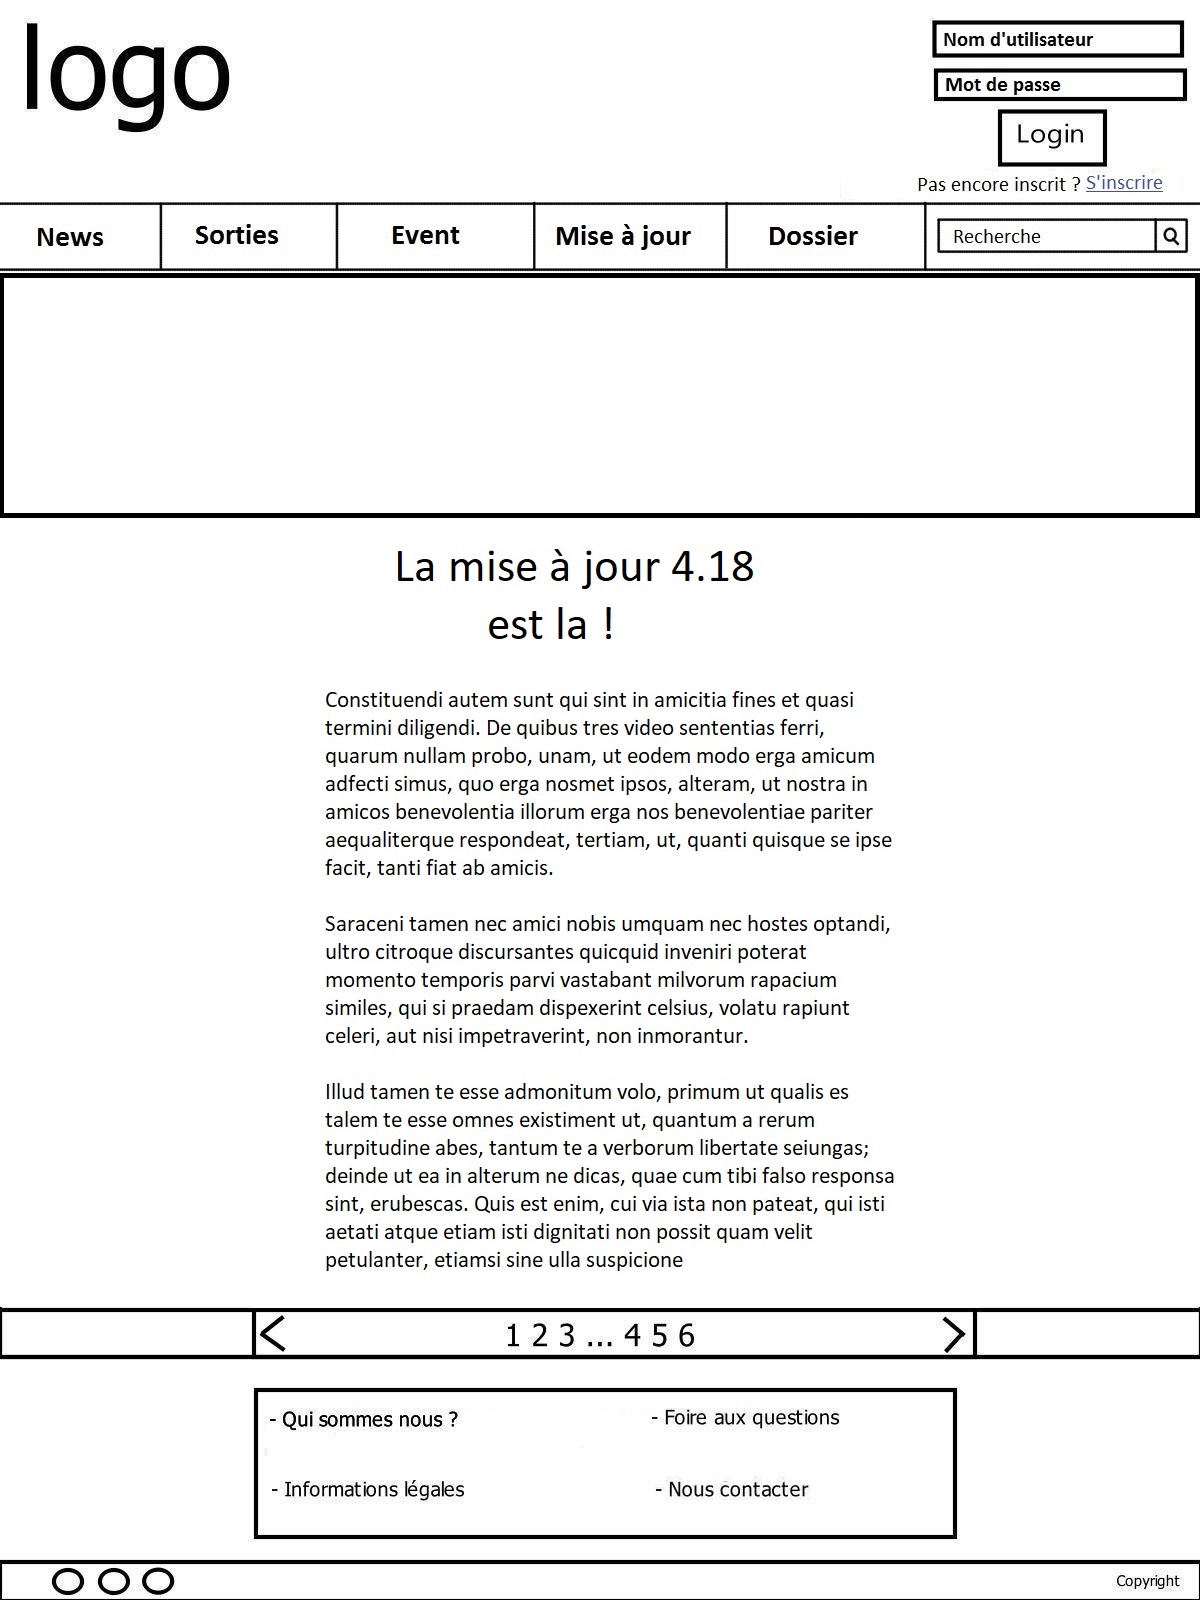 logo
Nom d'utilisateur
Mot de passe
Login
Pas encore inscrit ? S'inscrire
News Sorties Event Mise à jour Dossier Recherche
La mise à jour 4.18
est la !
Constituendi autem sunt qui sint in amicitia fines et quasi
termini diligendi. De quibus tres video sententias ferri,
quarum nullam probo, unam, ut eodem modo erga amicum
adfecti simus, quo erga nosmet ipsos, alteram, ut nostra in
amicos benevolentia illorum erga nos benevolentiae pariter
aequaliterque respondeat, tertiam, ut, quanti quisque se ipse
facit, tanti fiat ab amicis.
Saraceni tamen nec amici nobis umquam nec hostes optandi,
ultro citroque discursantes quicquid inveniri poterat
momento temporis parvi vastabant milvorum rapacium
similes, qui si praedam dispexerint celsius, volatu rapiunt
celeri, aut nisi impetraverint, non inmorantur.
Illud tamen te esse admonitum volo, primum ut qualis es
talem te esse omnes existiment ut, quantum a rerum
turpitudine abes, tantum te a verborum libertate seiungas;
deinde ut ea in alterum ne dicas, quae cum tibi falso responsa
sint, erubescas. Quis est enim, cui via ista non pateat, qui isti
aetati atque etiam isti dignitati non possit quam velit
petulanter, etiamsi sine ulla suspicione
1 2 3 ... 4 5 6
- Qui sommes nous ? - Foire aux questions
- Informations légales - Nous contacter
Copyright